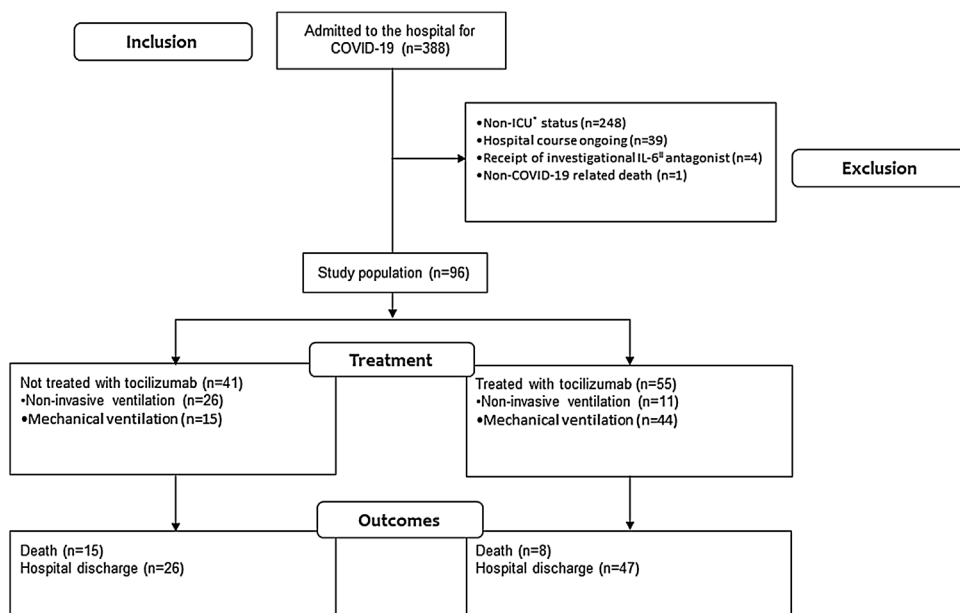 Inclusion
Admitted to the hospital for
COVID-19 (n=388)
•Non-ICU* status (n=248)
•Hospital course ongoing (n=39)
•Receipt of investigational IL-6‖ antagonist (n=4)
•Non-COVID-19 related death (n=1)
Exclusion
Study population (n=96)
Treatment
Not treated with tocilizumab (n=41)
•Non-invasive ventilation (n=26)
•Mechanical ventilation (n=15)
Treated with tocilizumab (n=55)
•Non-invasive ventilation (n=11)
•Mechanical ventilation (n=44)
Outcomes
Death (n=15)
Hospital discharge (n=26)
Death (n=8)
Hospital discharge (n=47)